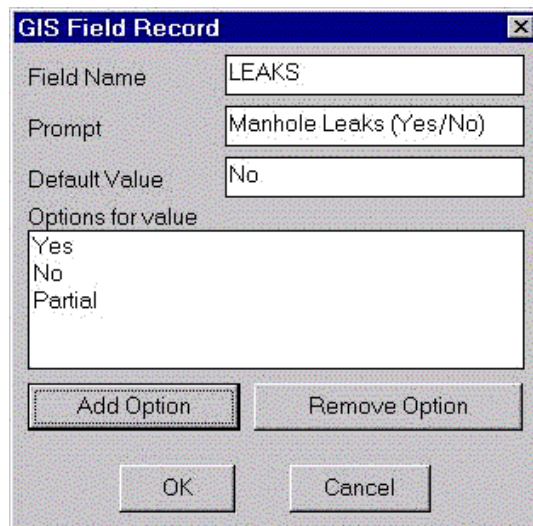 GIS Field Record
Field Name LEAKS
Prompt Manhole Leaks (Yes/No)
Default Value No
Options for value
Yes
No
Partial
Add Option Remove Option
OK Cancel